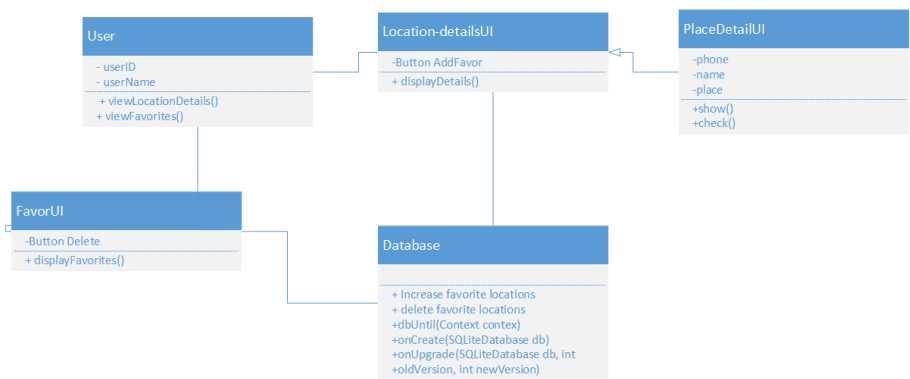 User
- userID
- userName
+ viewLocationDetails()
+ viewFavorites()
Location-detailsUI
-Button AddFavor
+ displayDetails()
PlaceDetailUI
-phone
-name
-place
+show()
+check()
FavorUI
-Button Delete
+ displayFavorites()
Database
+ Increase favorite locations
+ delete favorite locations
+dbUntil(Context contex)
+onCreate(SQLiteDatabase db)
+onUpgrade(SQLiteDatabase db, int
+oldVersion, int newVersion)